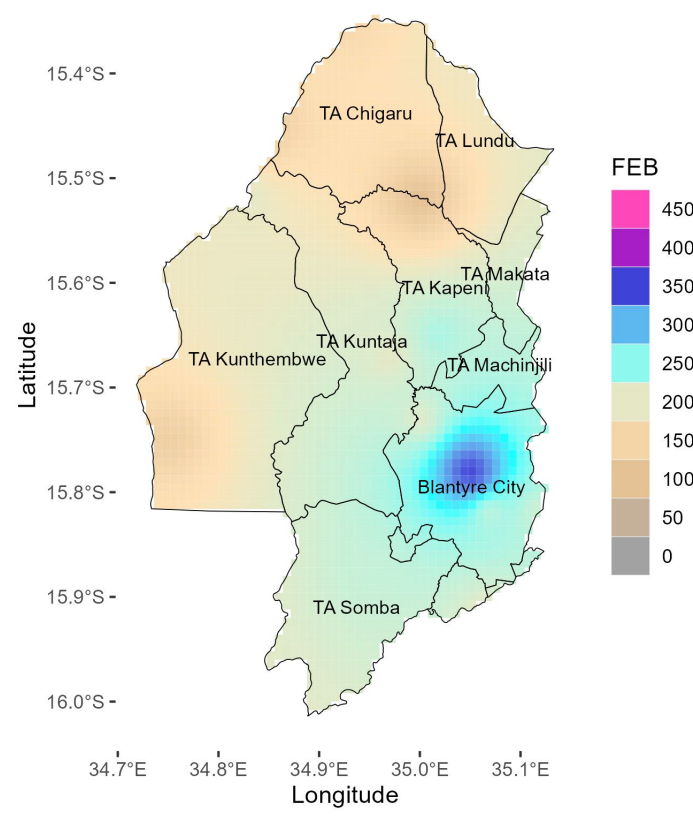 FEB
450
400
350
300
250
200
150
100
50
0
Latitude
15.4°S
15.5°S
15.6°S
15.7°S
15.8°S
15.9°S
16.0°S
TA Chigaru
TA Lundu
TA Makata
TA Kapeni
TA Kuntaja
TA Kunthembwe
TA Machinjili
Blantyre City
TA Somba
34.7°E
34.8°E
34.9°E
35.0°E
35.1°E
Longitude